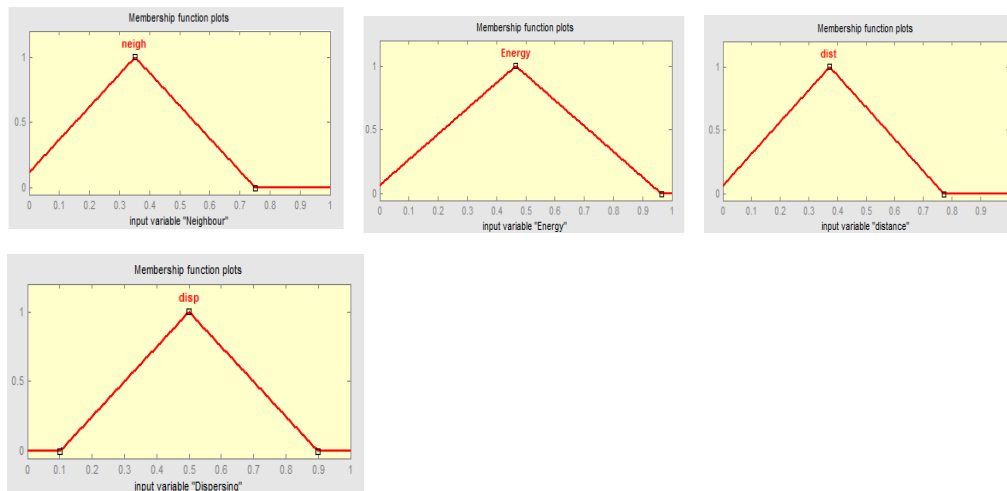 Membership function plots
neigh
1
0.5
0
0 0.1 0.2 0.3 0.4 0.5 0.6 0.7 0.8 0.9 1
input variable "Neighbour"
Membership function plots
Energy
1
0.5
0
0 0.1 0.2 0.3 0.4 0.5 0.6 0.7 0.8 0.9 1
input variable "Energy"
Membership function plots
dist
1
0.5
0
0 0.1 0.2 0.3 0.4 0.5 0.6 0.7 0.8 0.9 1
input variable "distance"
Membership function plots
disp
1
0.5
0
0 0.1 0.2 0.3 0.4 0.5 0.6 0.7 0.8 0.9 1
input variable "Dispersing"